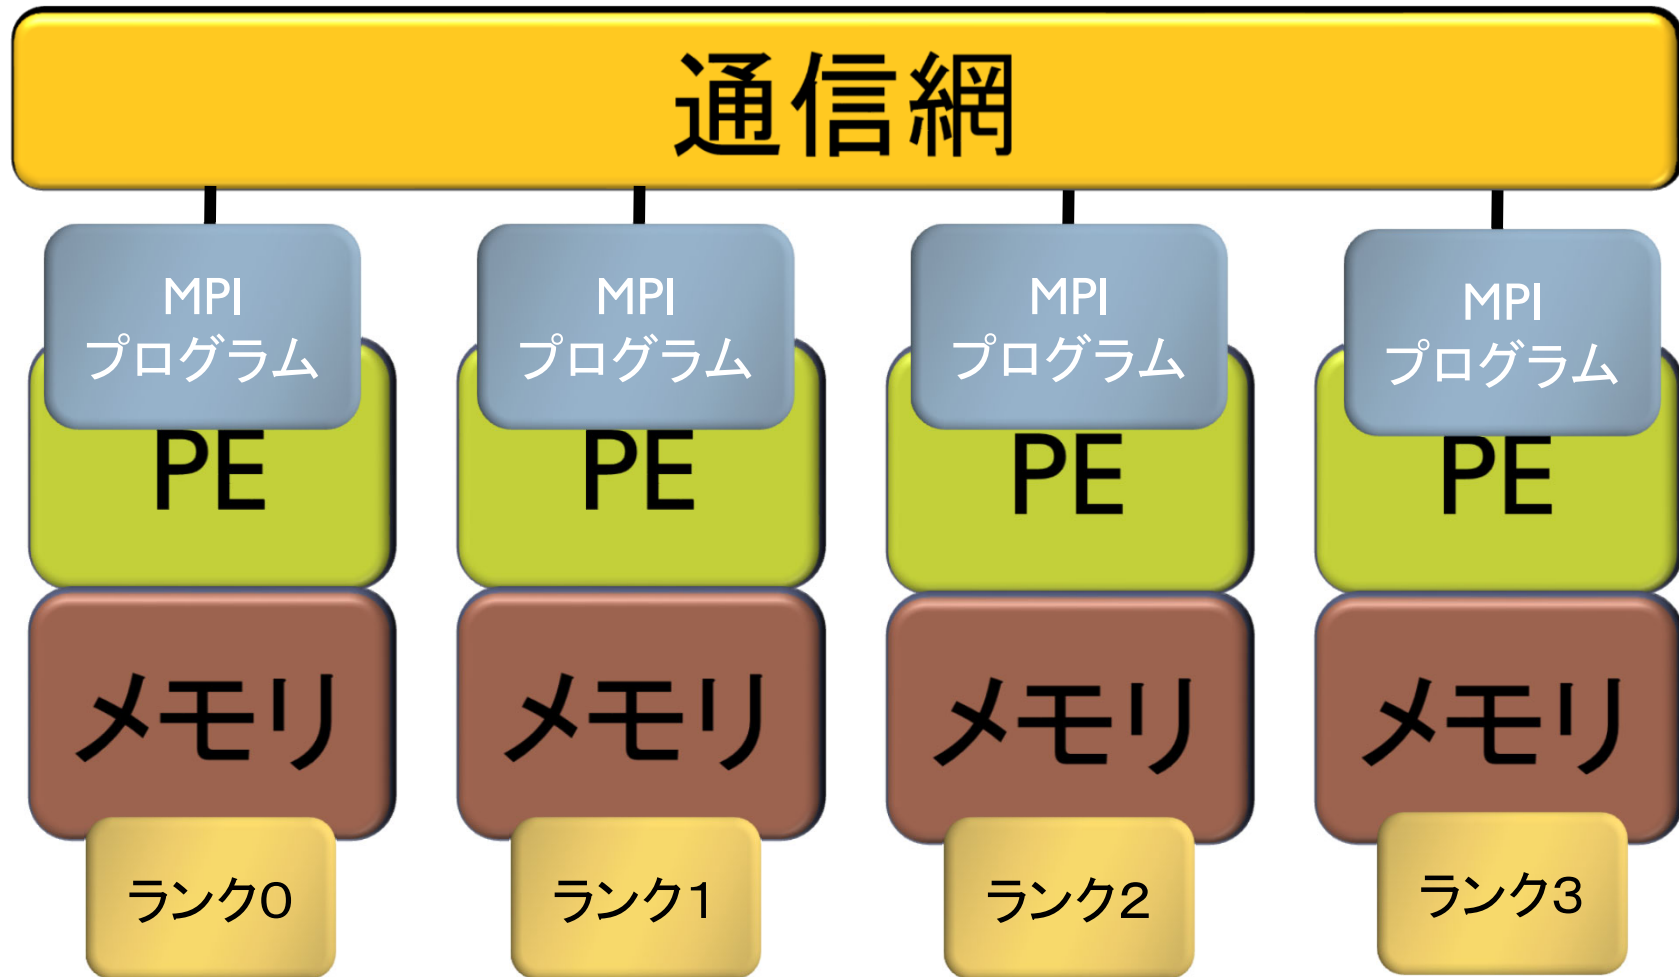 通信網
MPI
プログラム
MPI
プログラム
MPI
プログラム
MPI
プログラム
PE
PE
PE
PE
メモリ
メモリ
メモリ
メモリ
ランク0
ランク1
ランク2
ランク3